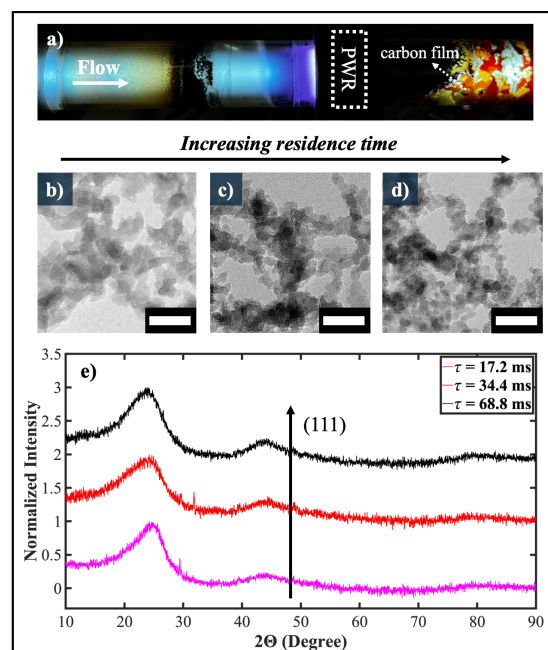 a)
Flow
PWR
carbon film
Increasing residence time
b)
c)
d)
e)
τ = 17.2 ms
τ = 34.4 ms
τ = 68.8 ms
(111)
Normalized Intensity
3.5
3
2.5
2
1.5
1
0.5
0
10 20 30 40 50 60 70 80 90
2Θ (Degree)